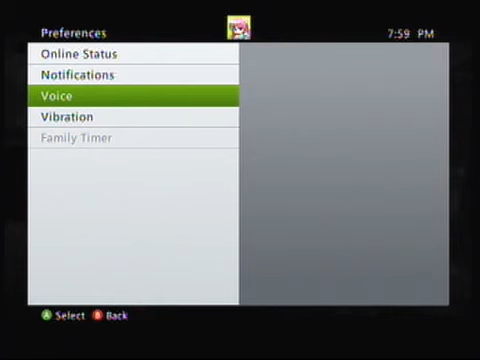 Preferences
7:59 PM
Online Status
Notifications
Voice
Vibration
Family Timer
A Select B Back